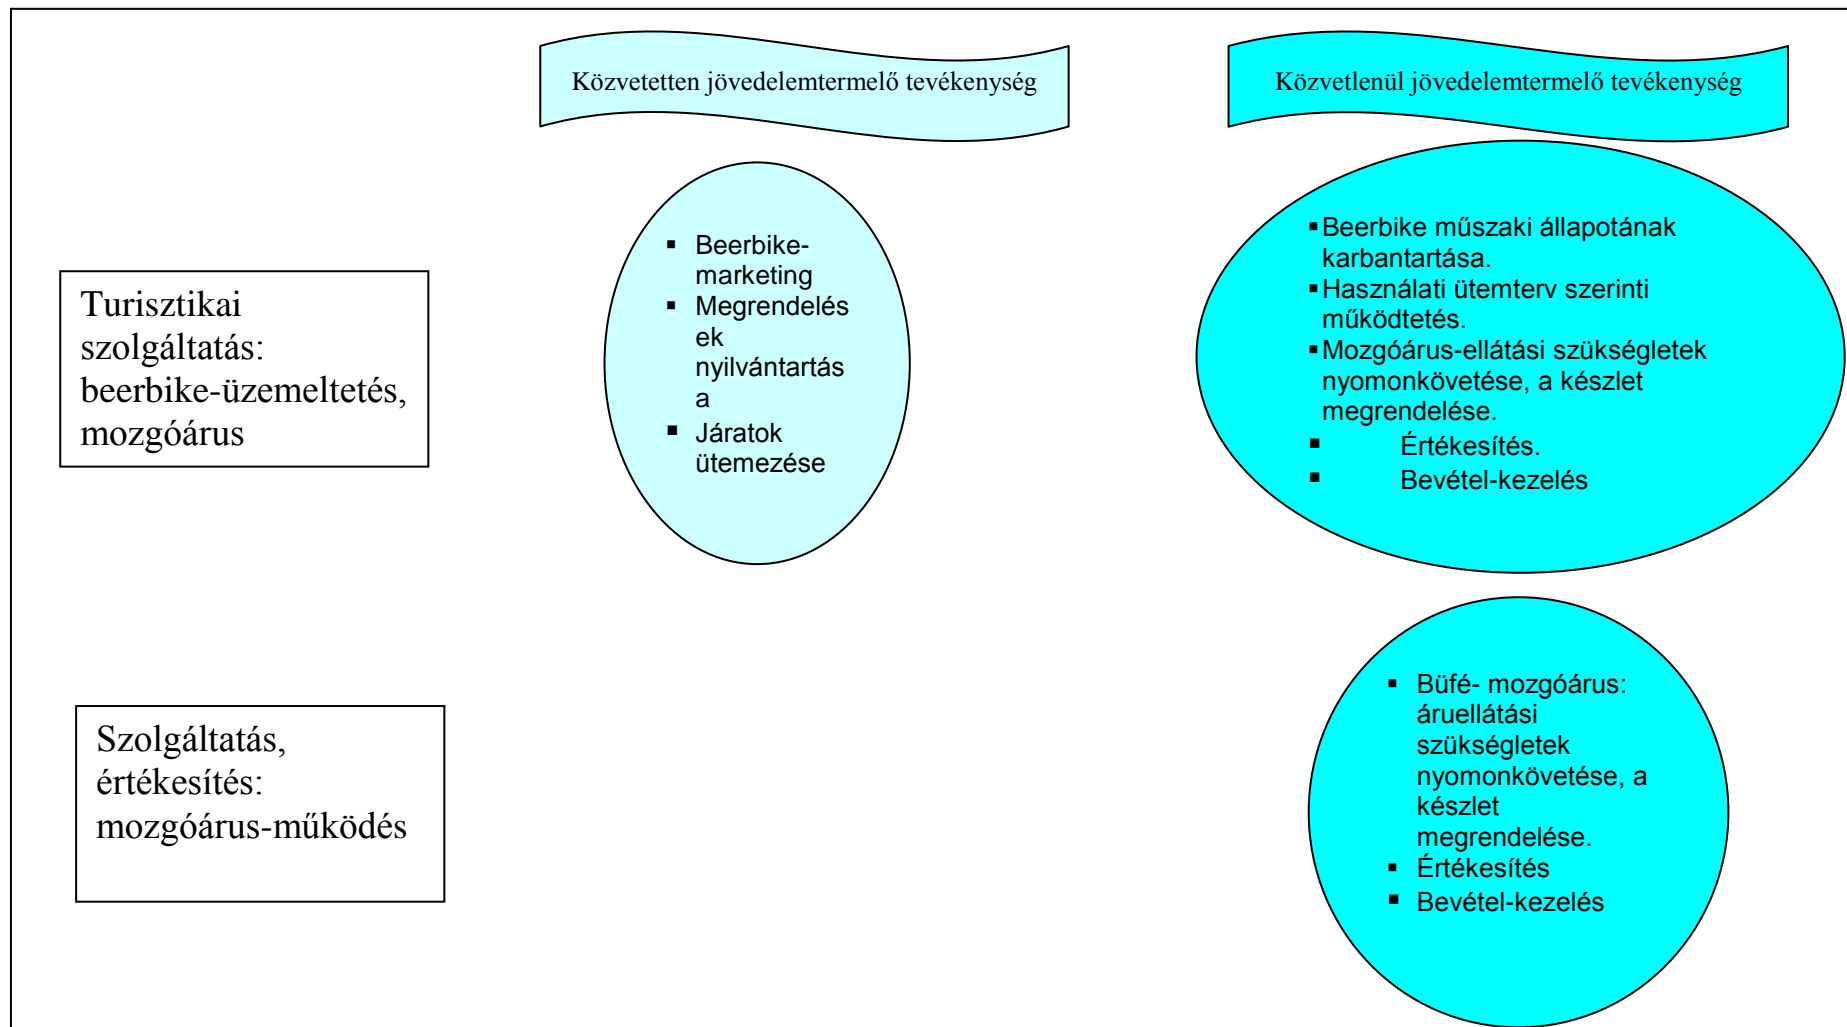 Közvetetten jövedelemtermelő tevékenység
Közvetlenül jövedelemtermelő tevékenység
Turisztikai
szolgáltatás:
beerbike-üzemeltetés,
mozgóárus
▪ Beerbike-
marketing
▪ Megrendelés
ek
nyilvántartás
a
▪ Járatok
ütemezése
▪Beerbike műszaki állapotának
karbantartása.
▪Használati ütemterv szerinti
működtetés.
▪Mozgóárus-ellátási szükségletek
nyomonkövetése, a készlet
megrendelése.
▪ Értékesítés.
▪ Bevétel-kezelés
Szolgáltatás,
értékesítés:
mozgóárus-működés
▪ Büfé- mozgóárus:
áruellátási
szükségletek
nyomonkövetése, a
készlet
megrendelése.
▪ Értékesítés
▪ Bevétel-kezelés